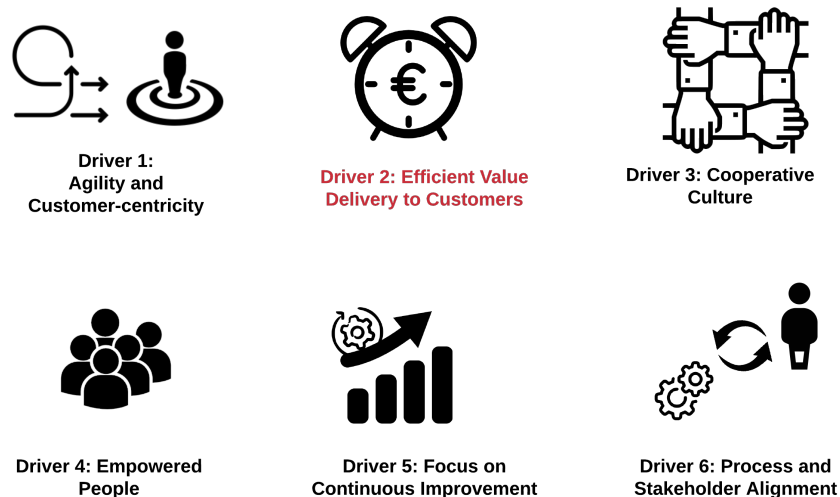 €
Driver 1:
Agility and
Customer-centricity
Driver 2: Efficient Value
Delivery to Customers
Driver 3: Cooperative
Culture
Driver 4: Empowered
People
Driver 5: Focus on
Continuous Improvement
Driver 6: Process and
Stakeholder Alignment